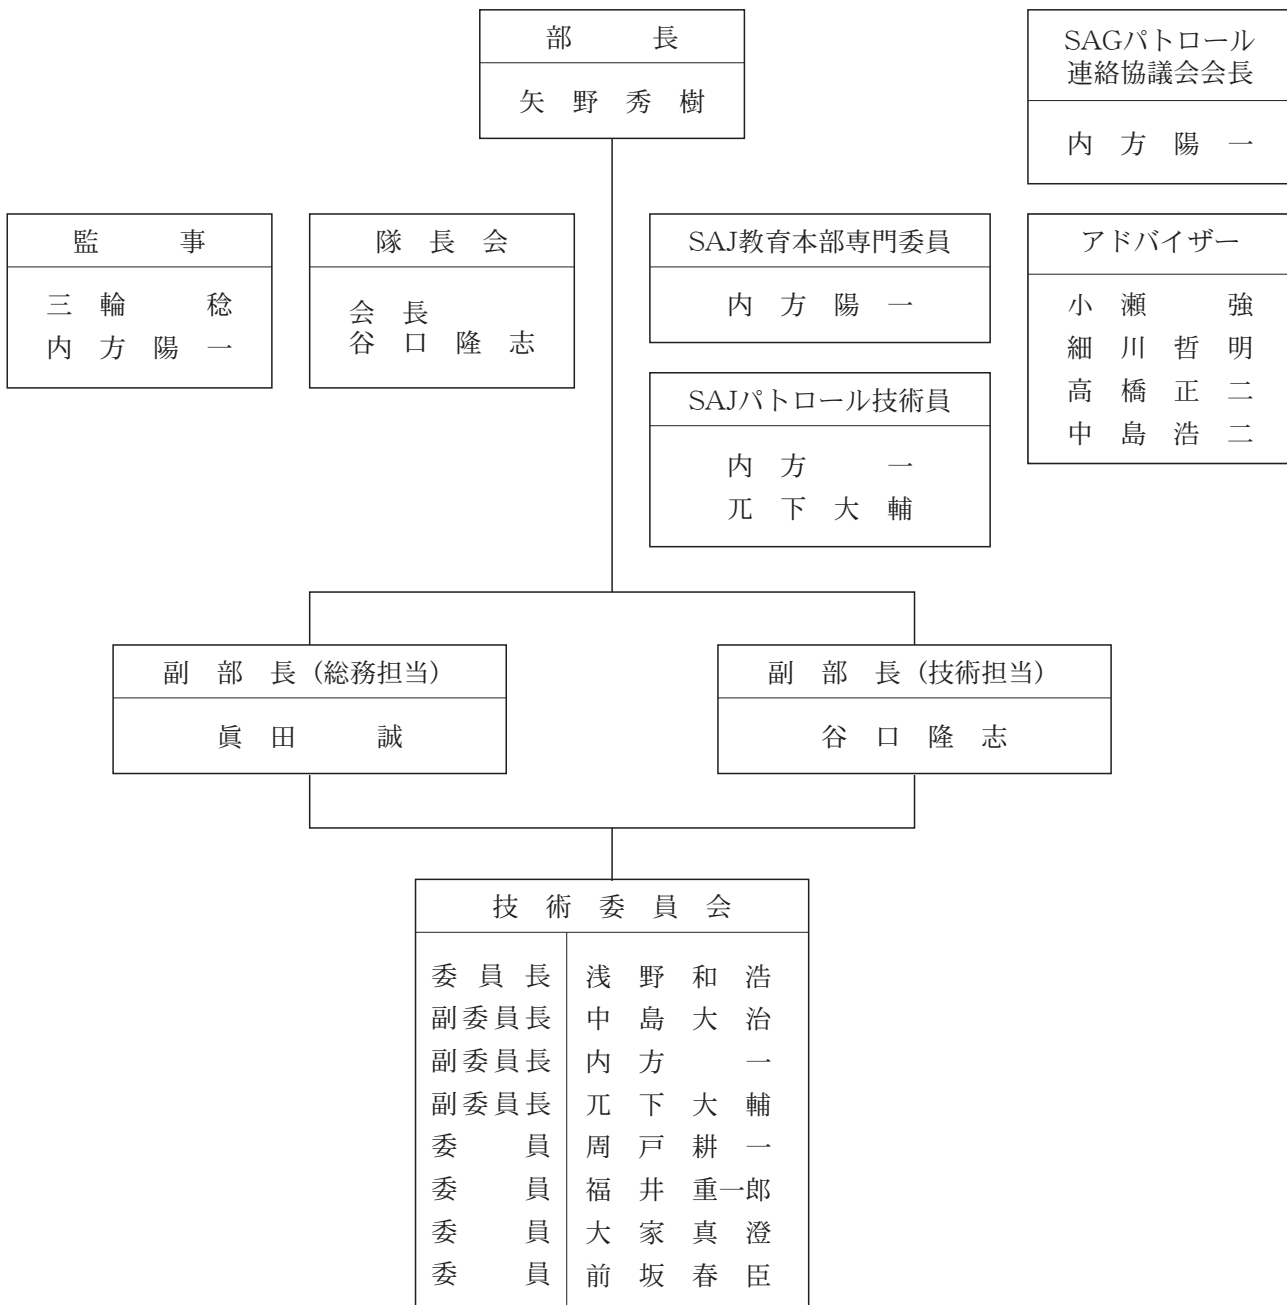 部長
矢野秀樹
SAGパトロール
連絡協議会会長
内方陽一
監事
三輪稔
内方陽一
隊長会
会長
谷口隆志
SAJ教育本部専門委員
内方陽一
SAJパトロール技術員
内方一
兀下大輔
アドバイザー
小瀬強
細川哲明
高橋正二
中島浩二
副部長（総務担当）
眞田誠
副部長（技術担当）
谷口隆志
技術委員会
委員長 浅野和浩
副委員長 中島大治
副委員長 内方一
副委員長 兀下大輔
委員 周戸耕一
委員 福井重一郎
委員 大家真澄
委員 前坂春臣